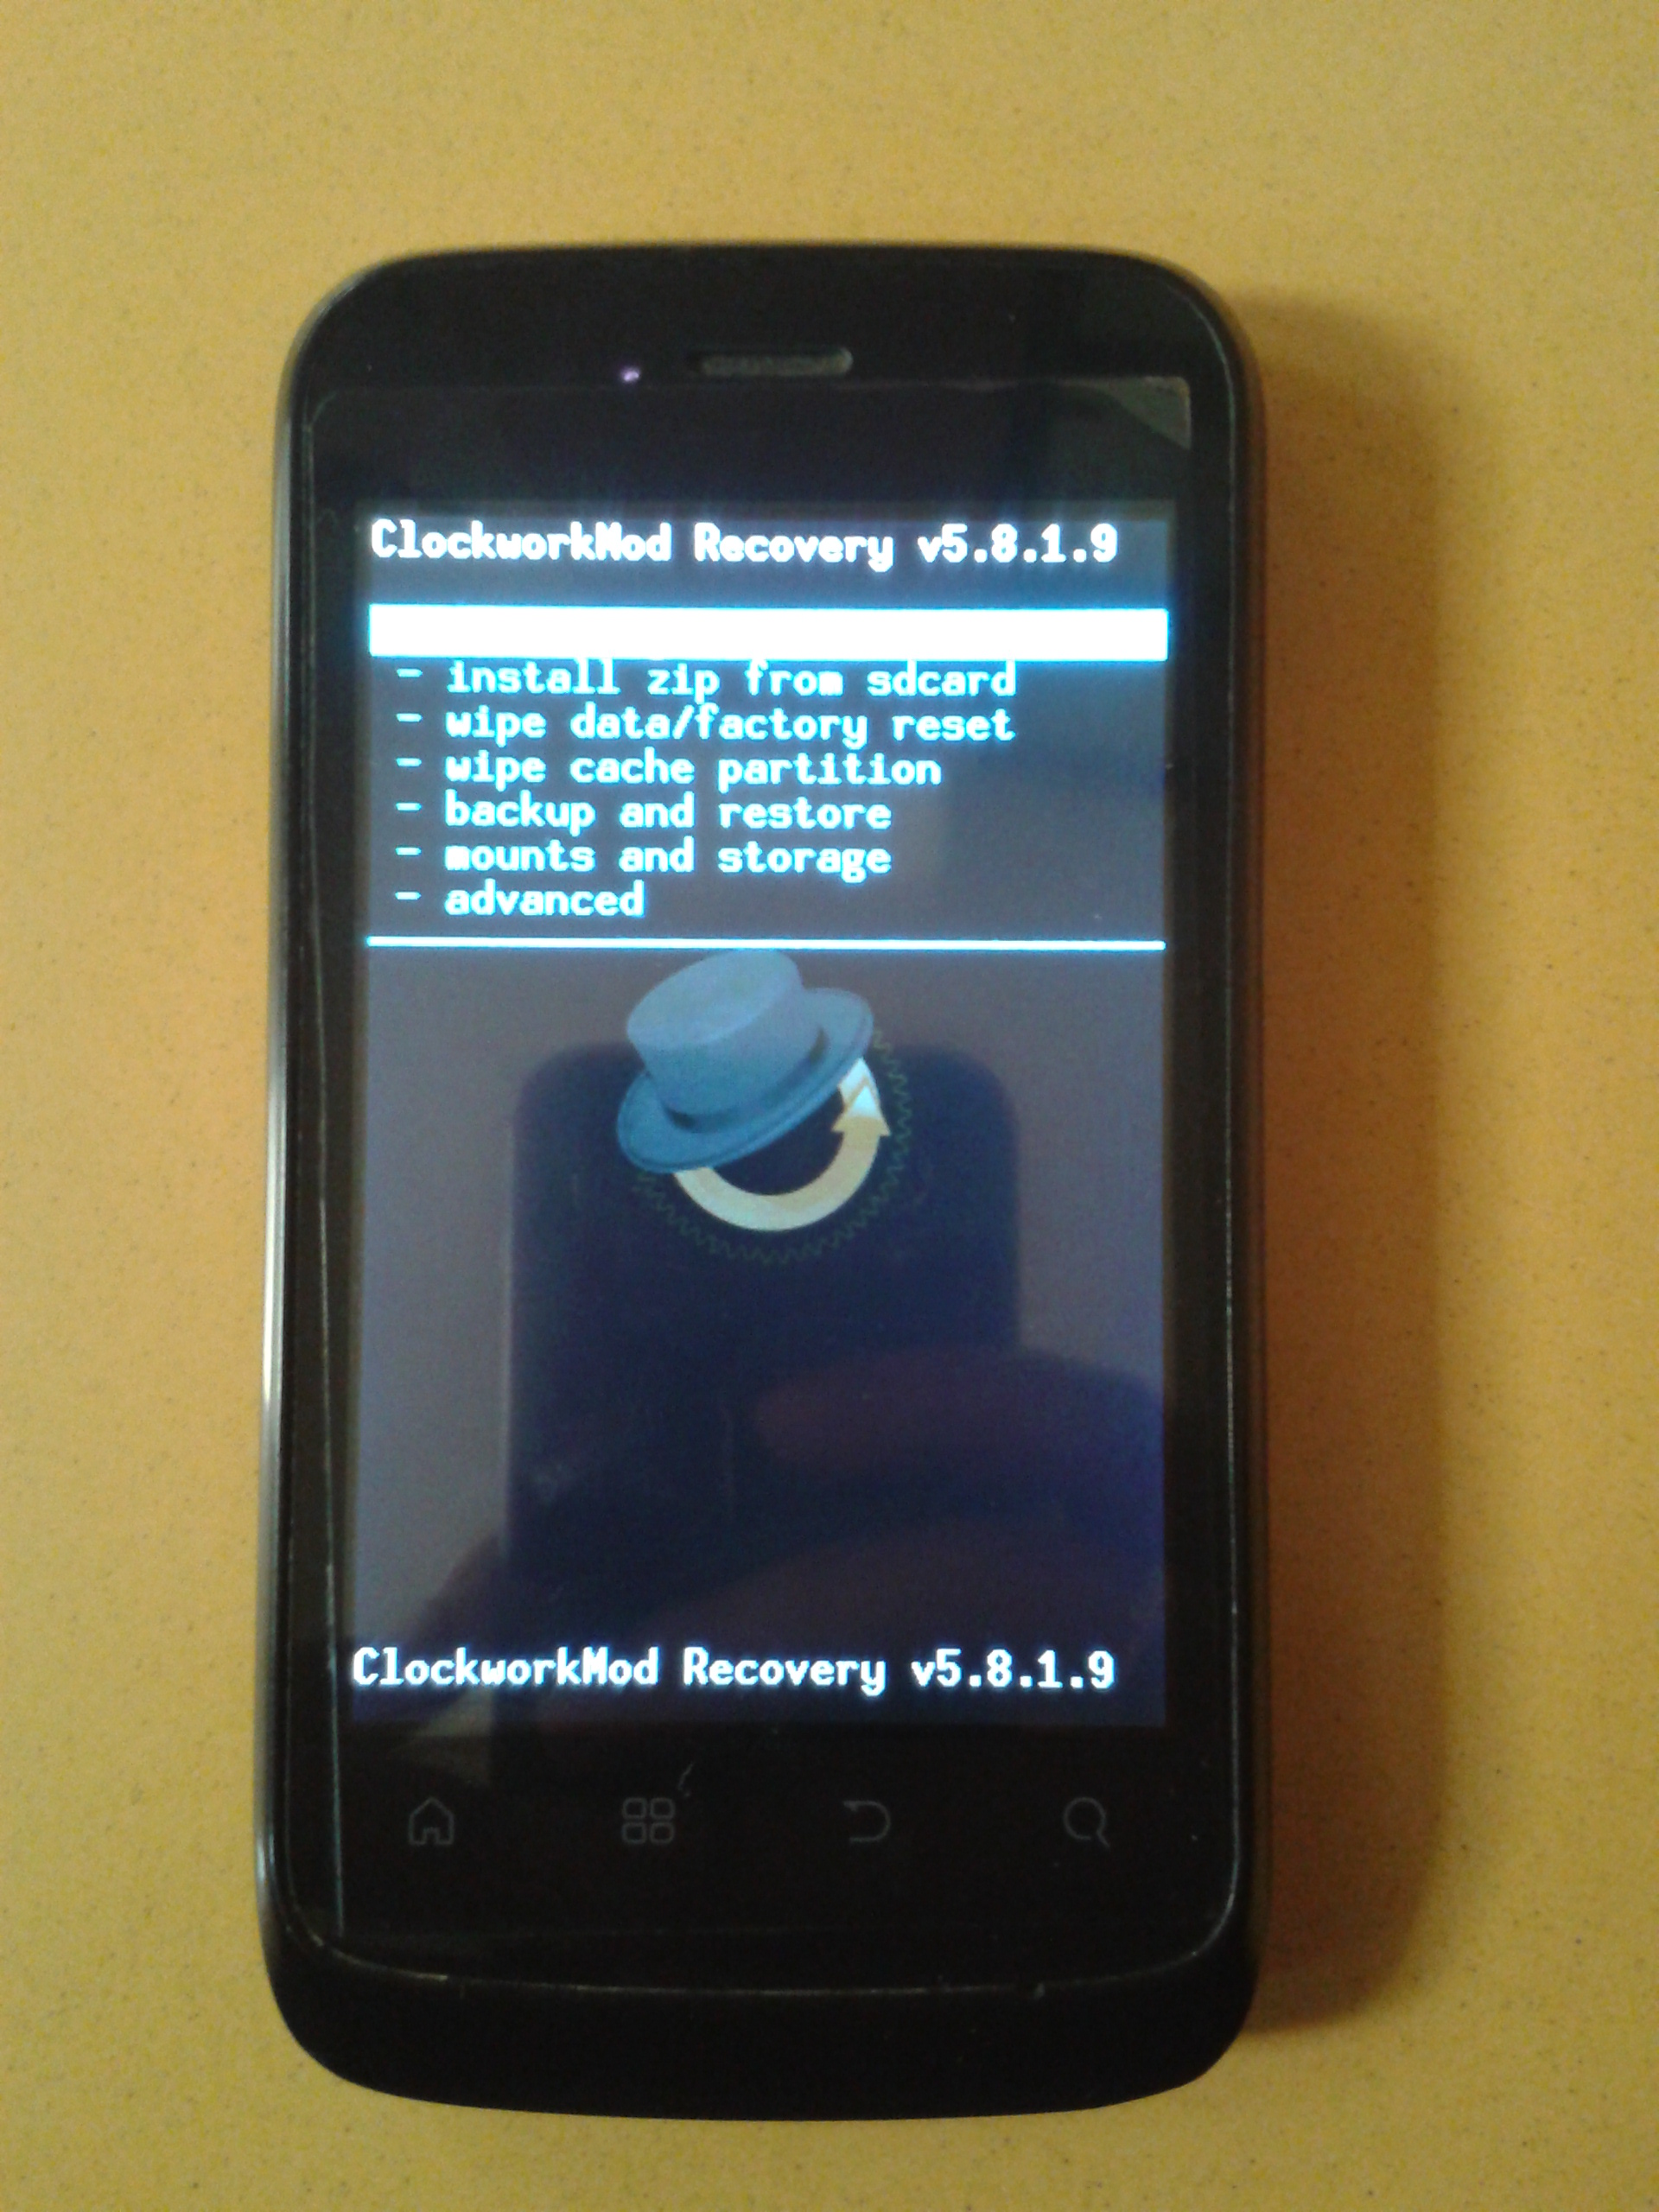 ClockworkMod Recovery v5.8.1.9
- install zip from sdcard
- wipe data/factory reset
- wipe cache partition
- backup and restore
- mounts and storage
- advanced
ClockworkMod Recovery v5.8.1.9